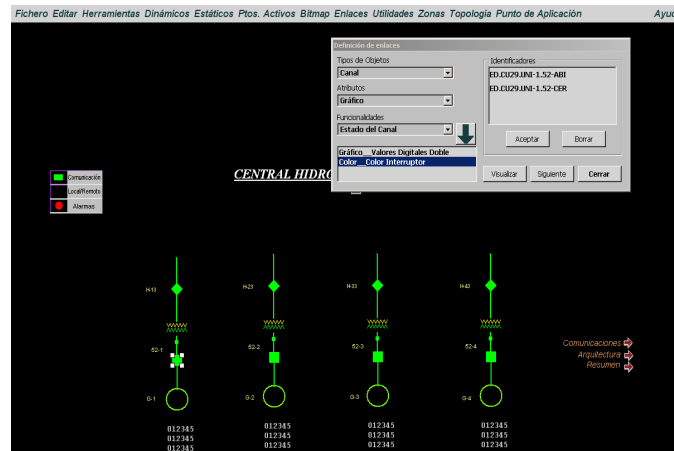 Fichero Editar Herramientas Dinámicos Estáticos Ptos. Activos Bitmap Enlaces Utilidades Zonas Topología Punto de Aplicación
Definición de enlaces
Tipos de Objetos
Canal
Atributos
Gráfico
Funcionalidades
Estado del Canal
Gráfico__Valores Digitales Doble
Color__Color Interruptor
Identificadores
ED.CU29.UNI-1.52-ABI
ED.CU29.UNI-1.52-CER
Aceptar Borrar
Visualizar Siguiente Cerrar
Comunicación
Local/Remoto
Alarmas
CENTRAL
H-13 H-23 H-33 H-43
52-1 52-2 52-3 52-4
G-1 G-2 G-3 G-4
012345 012345 012345 012345
012345 012345 012345 012345
012345 012345 012345 012345
Comunicaciones
Arquitectura
Resumen